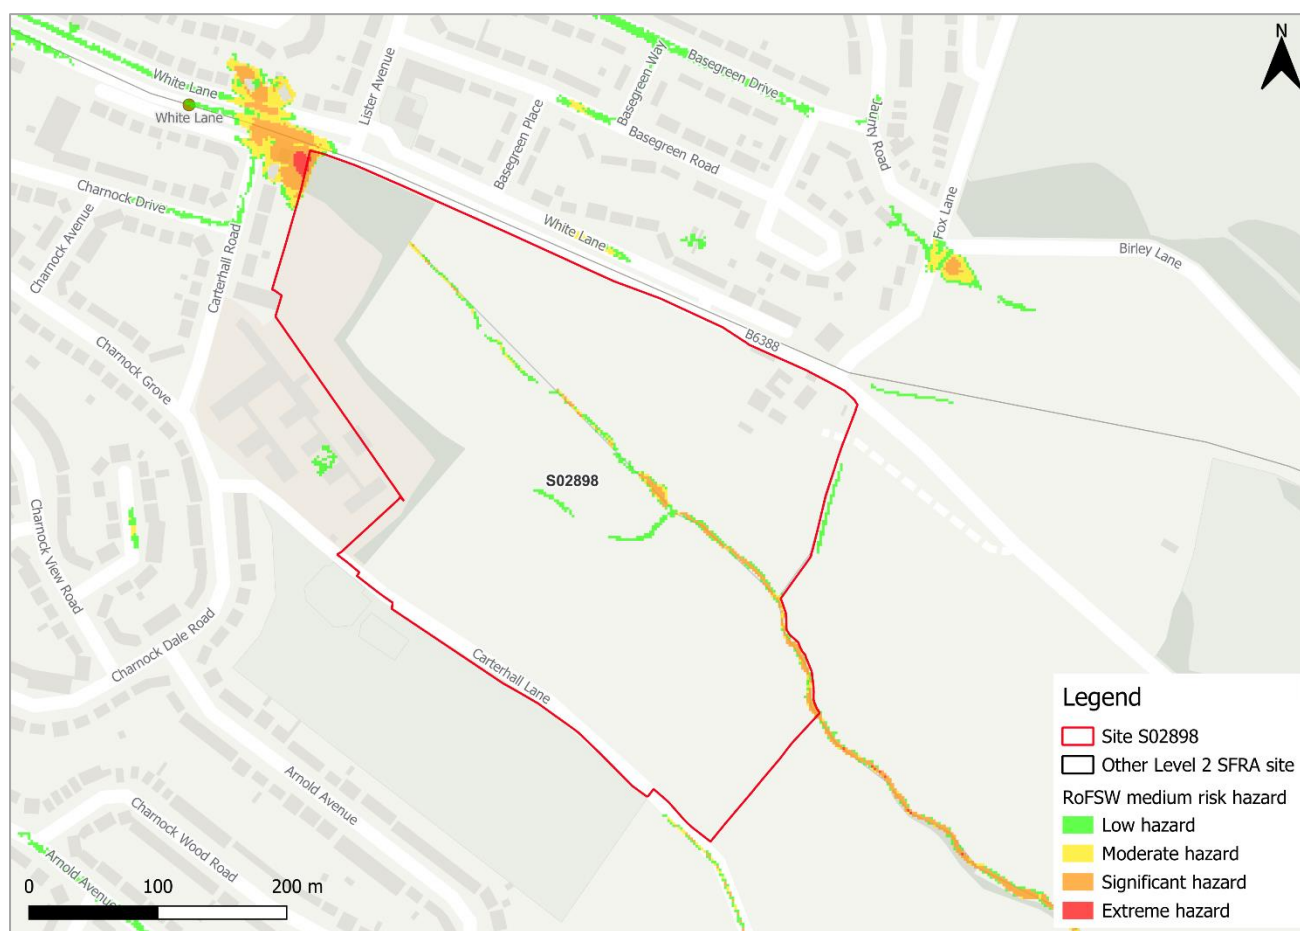 N
White Lane
White Lane
Lister Avenue
Basegreen Way
Basegreen Drive
Basegreen Place
Basegreen Road
Jaunty Road
Fox Lane
Birley Lane
Charnock Drive
Charnock Avenue
Carterhall Road
White Lane
B6388
Charnock Grove
S02898
Charnock View Road
Charnock Dale Road
Carterhall Lane
Arnold Avenue
Charnock Wood Road
Arnold Avenue
0 100 200 m
Legend
Site S02898
Other Level 2 SFRA site
RoFSW medium risk hazard
Low hazard
Moderate hazard
Significant hazard
Extreme hazard